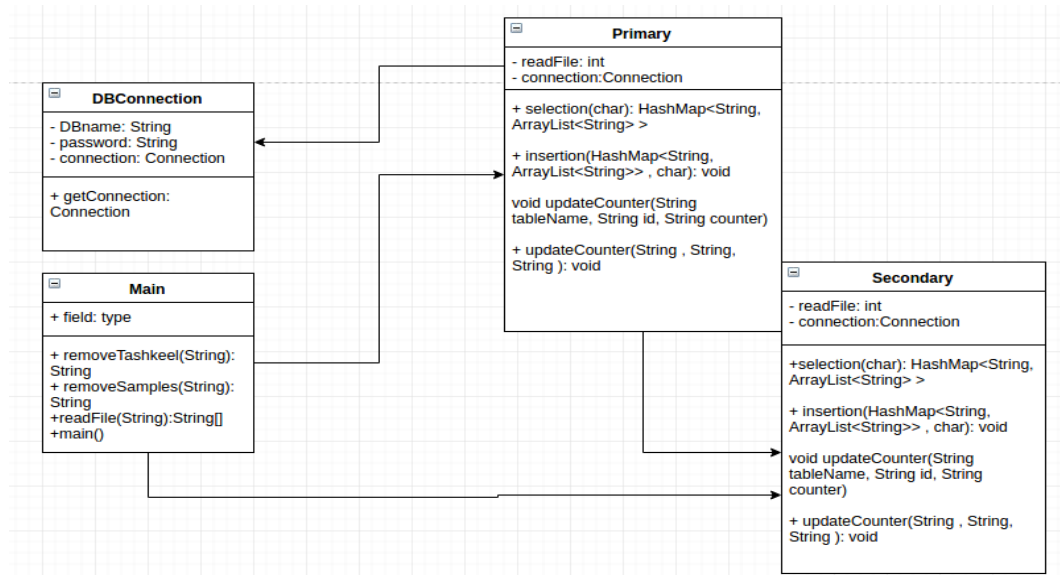 DBConnection
- DBname: String
- password: String
- connection: Connection
+ getConnection:
Connection
Main
+ field: type
+ removeTashkeel(String):
String
+ removeSamples(String):
String
+readFile(String):String[]
+main()
Primary
- readFile: int
- connection:Connection
+ selection(char): HashMap<String,
ArrayList<String> >
+ insertion(HashMap<String,
ArrayList<String>> , char): void
void updateCounter(String
tableName, String id, String counter)
+ updateCounter(String , String,
String ): void
Secondary
- readFile: int
- connection:Connection
+selection(char): HashMap<String,
ArrayList<String> >
+ insertion(HashMap<String,
ArrayList<String>> , char): void
void updateCounter(String
tableName, String id, String
counter)
+ updateCounter(String , String,
String ): void